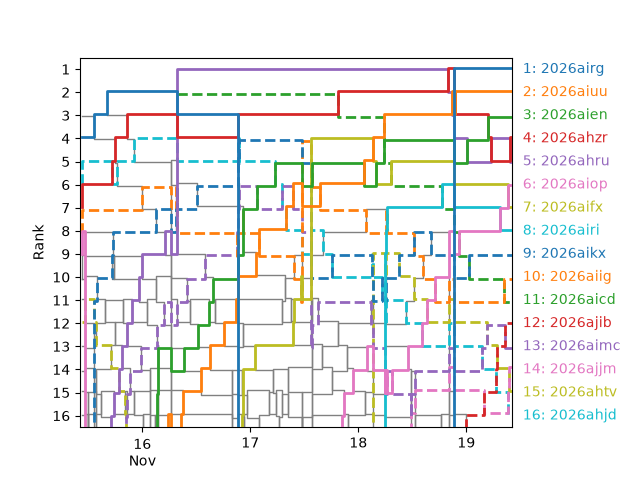 1
2
3
4
5
6
7
8
9
10
11
12
13
14
15
16
Rank
16
17
18
19
Nov
1: 2026airg
2: 2026aiuu
3: 2026aien
4: 2026ahzr
5: 2026ahru
6: 2026aiop
7: 2026aifx
8: 2026airi
9: 2026aikx
10: 2026aiig
11: 2026aicd
12: 2026ajib
13: 2026aimc
14: 2026ajjm
15: 2026ahtv
16: 2026ahjd